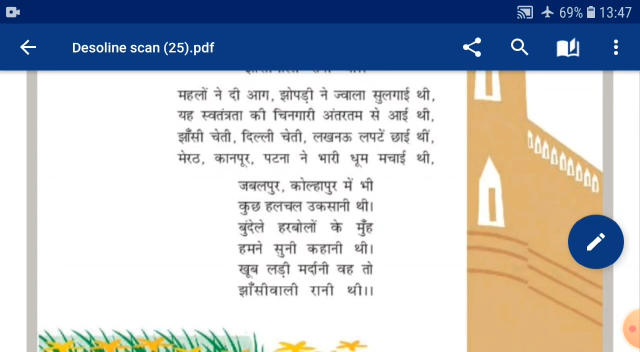 69% 13:47
Desoline scan (25).pdf
महलों ने दी आग, झोपड़ी ने ज्वाला सुलगाई थी,
यह स्वतंत्रता की चिनगारी अंतरतम से आई थी,
झाँसी चेती, दिल्ली चेती, लखनऊ लपटें छाई थीं,
मेरठ, कानपूर, पटना ने भारी धूम मचाई थी,
जबलपुर, कोल्हापुर में भी
कुछ हलचल उकसानी थी।
बुंदेले हरबोलों के मुँह
हमने सुनी कहानी थी।
खूब लड़ी मर्दानी वह तो
झाँसीवाली रानी थी।।